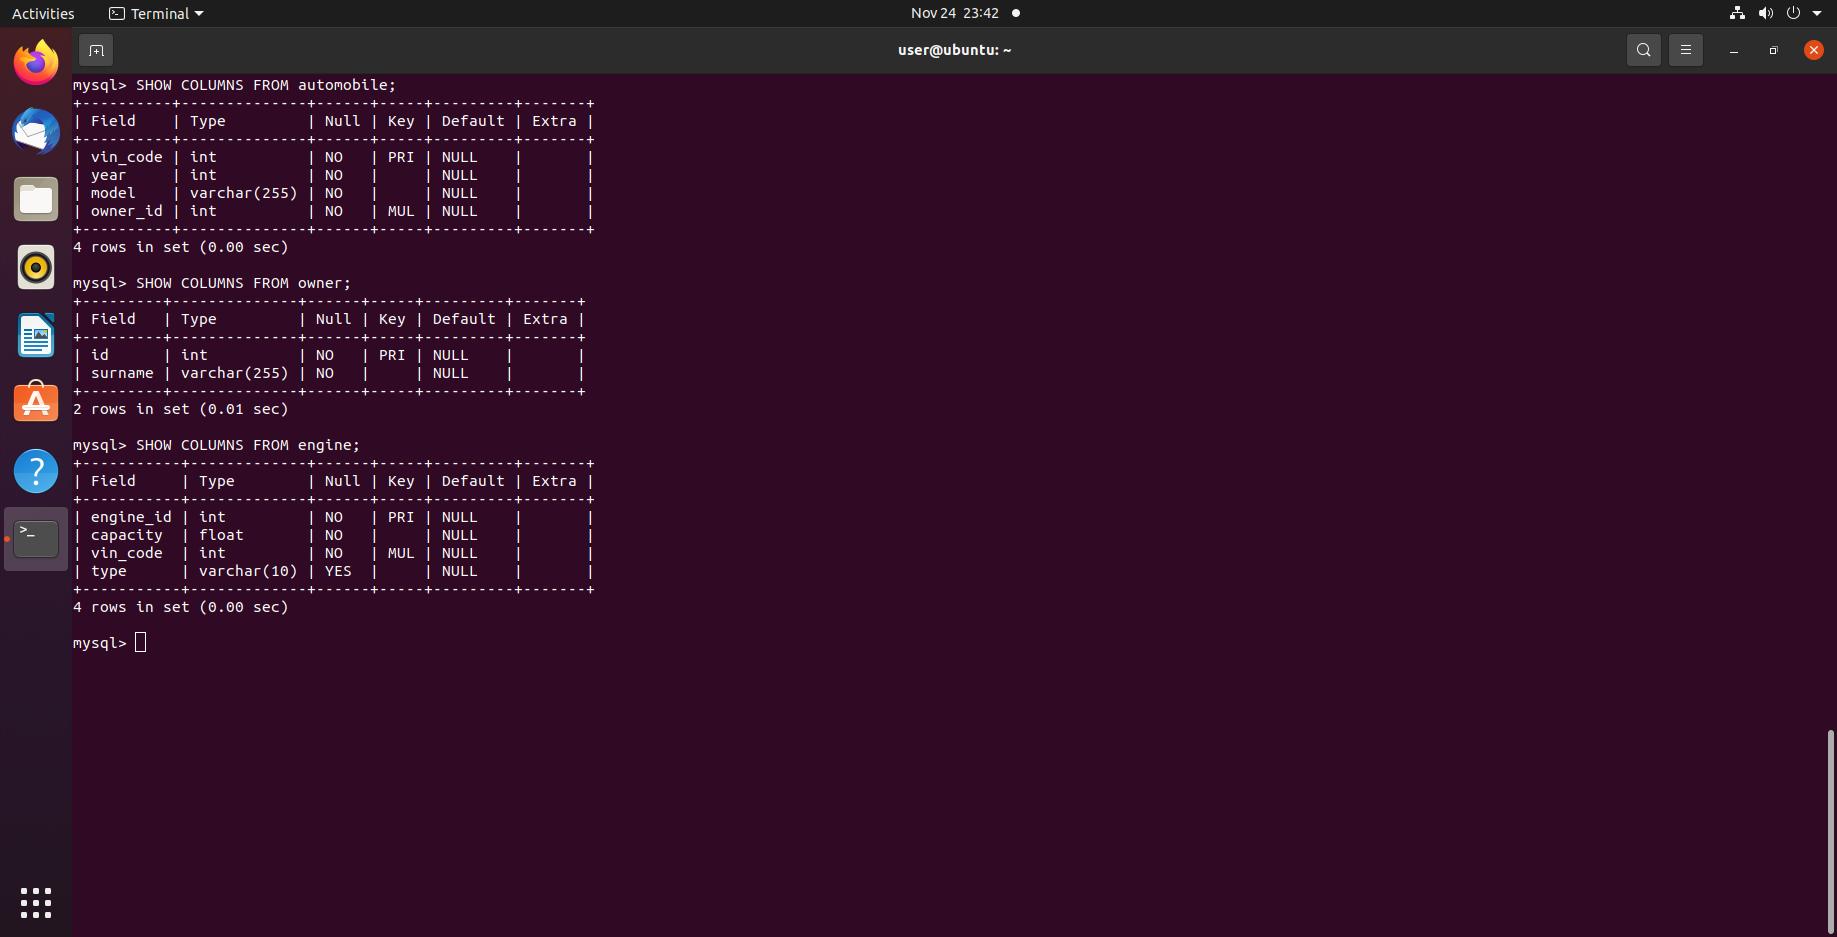 Activities Terminal Nov 24 23:42
user@ubuntu: ~
mysql> SHOW COLUMNS FROM automobile;
+----------+--------------+------+-----+---------+-------+
| Field    | Type         | Null | Key | Default | Extra |
+----------+--------------+------+-----+---------+-------+
| vin_code | int          | NO   | PRI | NULL    |       |
| year     | int          | NO   |     | NULL    |       |
| model    | varchar(255) | NO   |     | NULL    |       |
| owner_id | int          | NO   | MUL | NULL    |       |
+----------+--------------+------+-----+---------+-------+
4 rows in set (0.00 sec)
mysql> SHOW COLUMNS FROM owner;
+---------+--------------+------+-----+---------+-------+
| Field   | Type         | Null | Key | Default | Extra |
+---------+--------------+------+-----+---------+-------+
| id      | int          | NO   | PRI | NULL    |       |
| surname | varchar(255) | NO   |     | NULL    |       |
+---------+--------------+------+-----+---------+-------+
2 rows in set (0.01 sec)
mysql> SHOW COLUMNS FROM engine;
+-----------+-------------+------+-----+---------+-------+
| Field     | Type        | Null | Key | Default | Extra |
+-----------+-------------+------+-----+---------+-------+
| engine_id | int         | NO   | PRI | NULL    |       |
| capacity  | float       | NO   |     | NULL    |       |
| vin_code  | int         | NO   | MUL | NULL    |       |
| type      | varchar(10) | YES  |     | NULL    |       |
+-----------+-------------+------+-----+---------+-------+
4 rows in set (0.00 sec)
mysql>